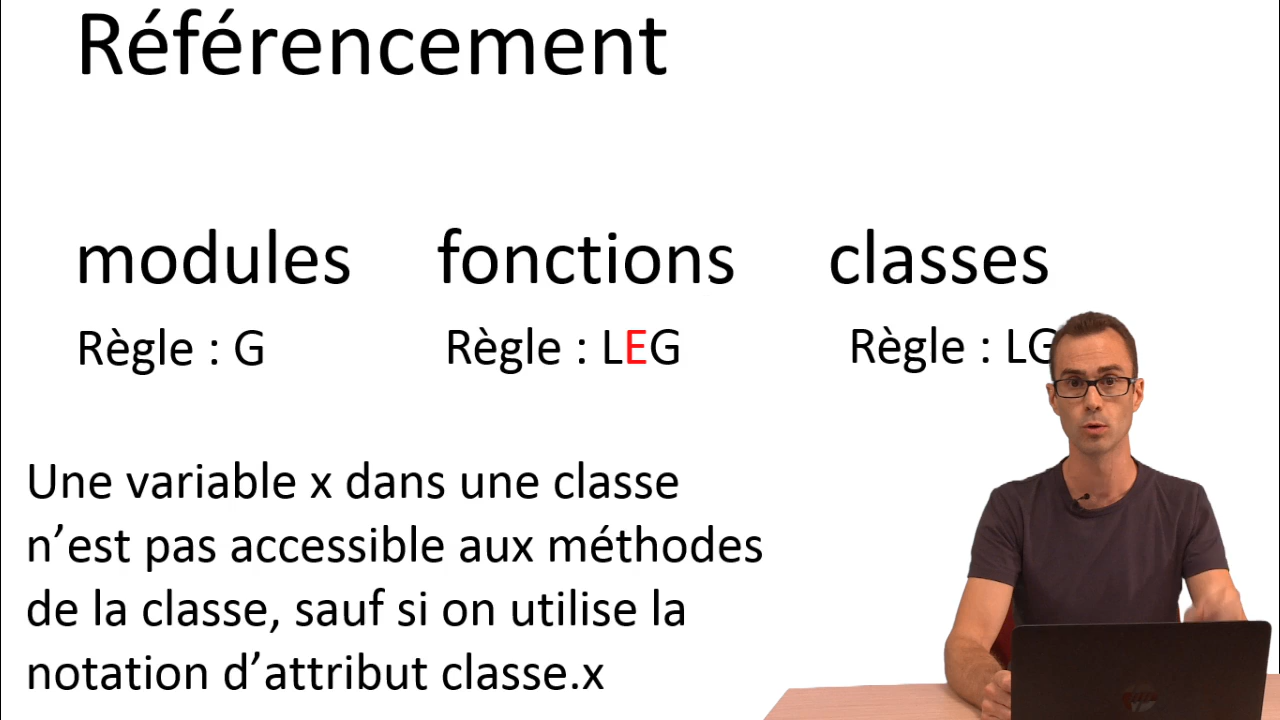 Référencement
modules fonctions classes
Règle : G Règle : LEG Règle : LG
Une variable x dans une classe
n’est pas accessible aux méthodes
de la classe, sauf si on utilise la
notation d’attribut classe.x